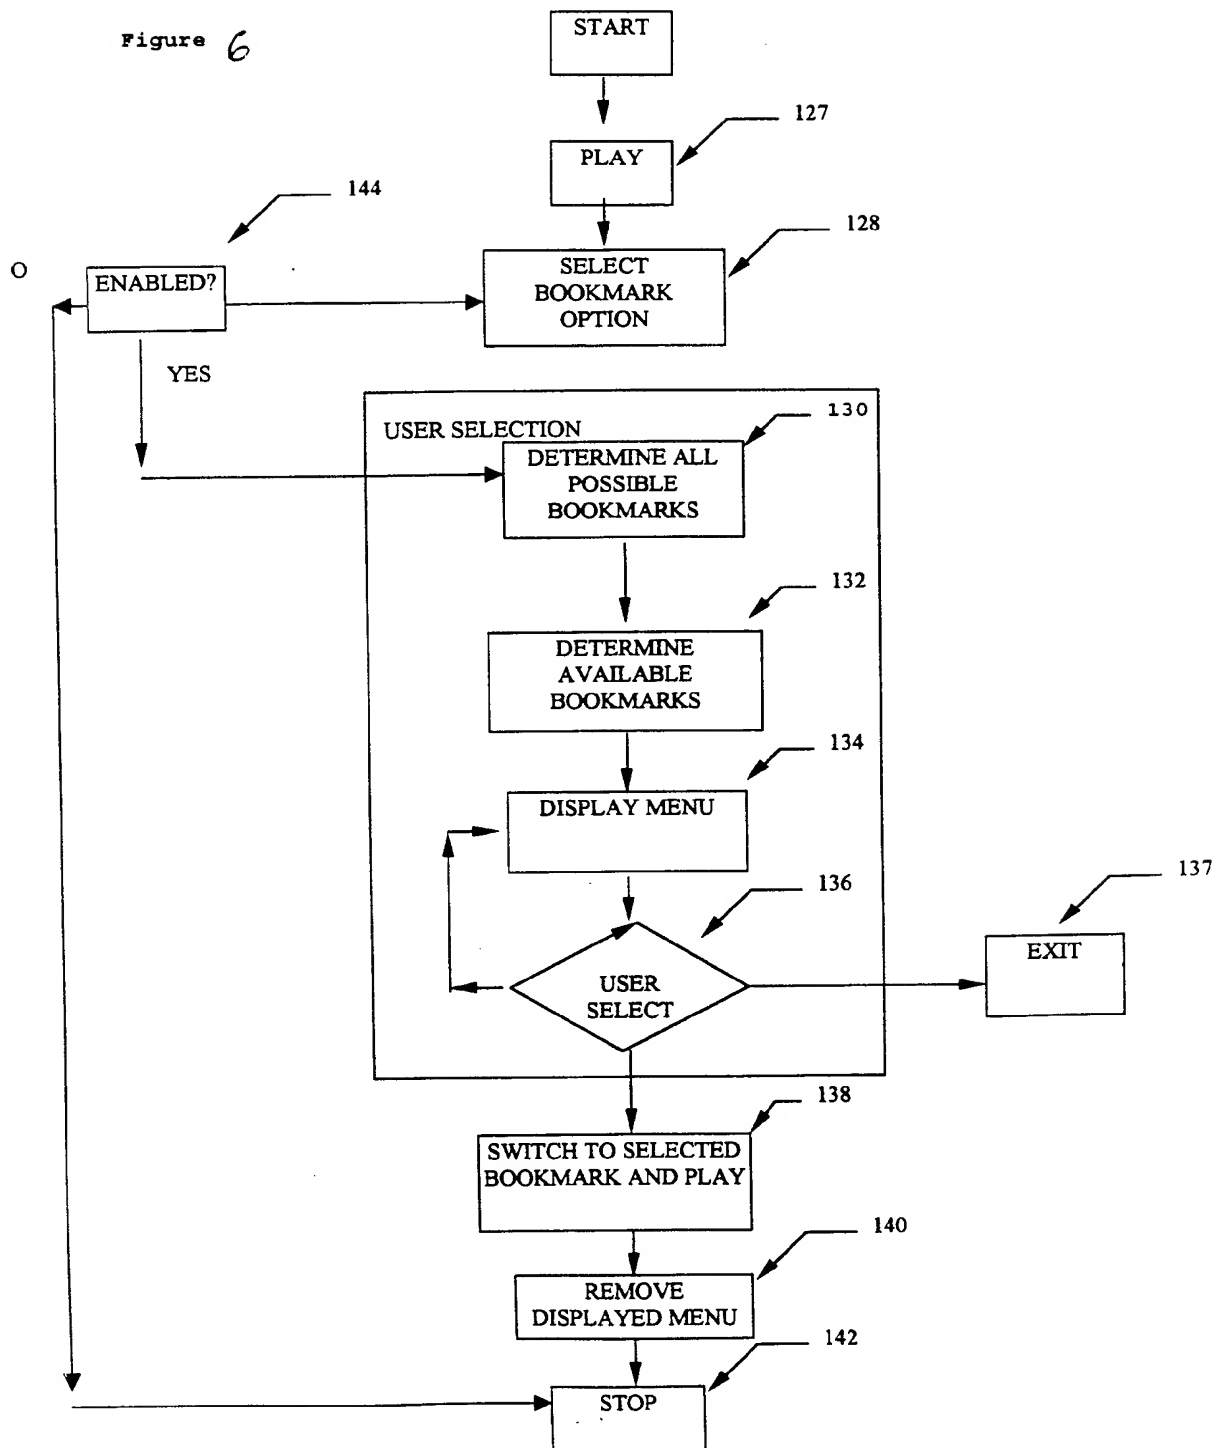 Figure 6
START
127
PLAY
144
128
O
ENABLED?
SELECT
BOOKMARK
OPTION
YES
130
USER SELECTION
DETERMINE ALL
POSSIBLE
BOOKMARKS
132
DETERMINE
AVAILABLE
BOOKMARKS
134
DISPLAY MENU
136
137
EXIT
USER
SELECT
138
SWITCH TO SELECTED
BOOKMARK AND PLAY
140
REMOVE
DISPLAYED MENU
142
STOP